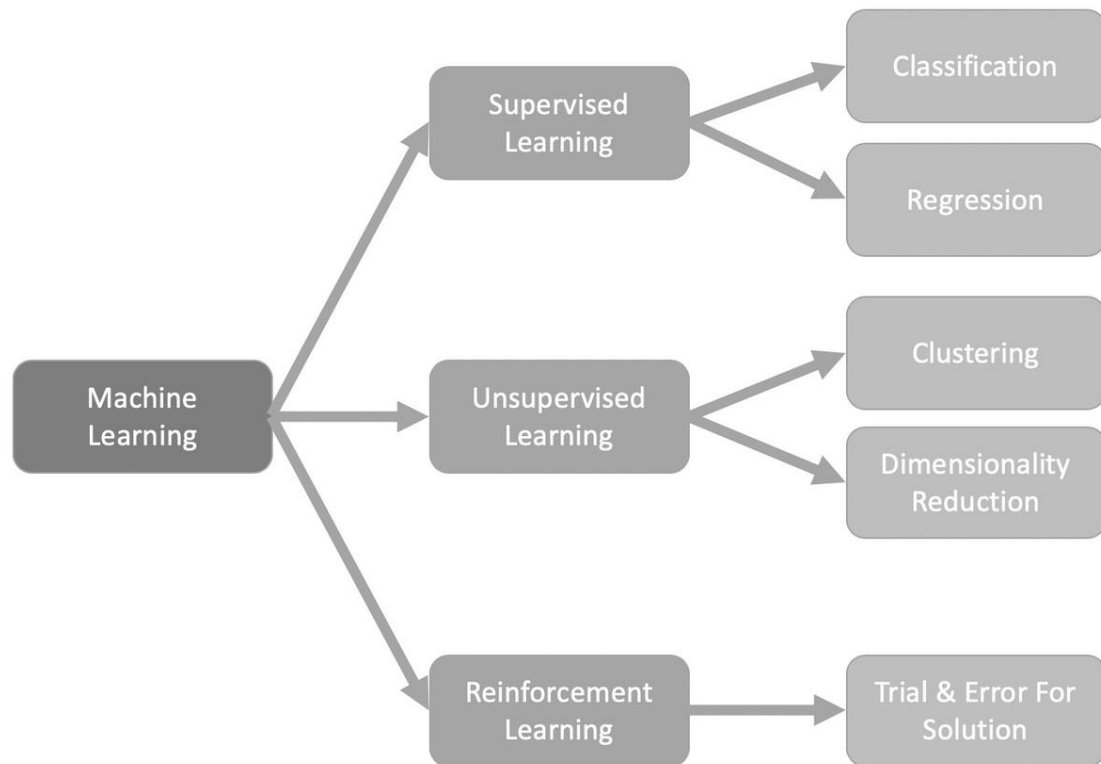 Machine
Learning
Supervised
Learning
Classification
Regression
Unsupervised
Learning
Clustering
Dimensionality
Reduction
Reinforcement
Learning
Trial & Error For
Solution